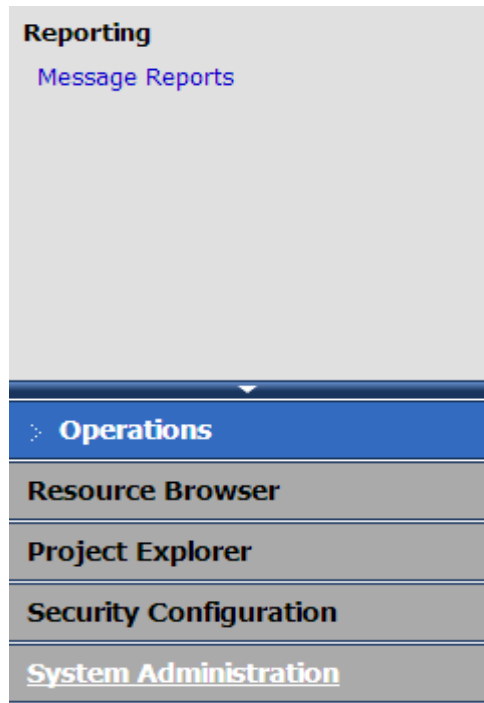 Reporting
Message Reports
Operations
Resource Browser
Project Explorer
Security Configuration
System Administration